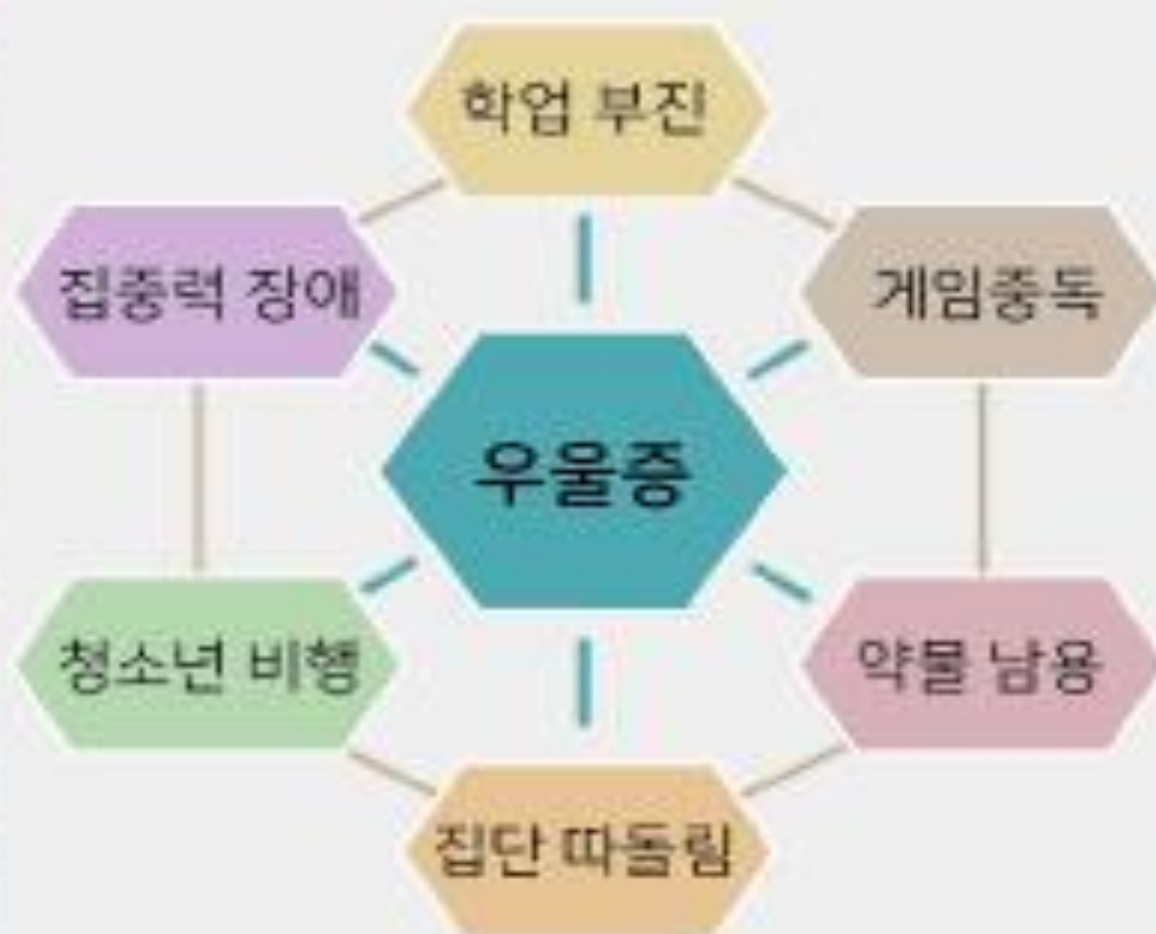 학업 부진
집중력 장애
게임중독
우울증
청소년 비행
약물 남용
집단 따돌림